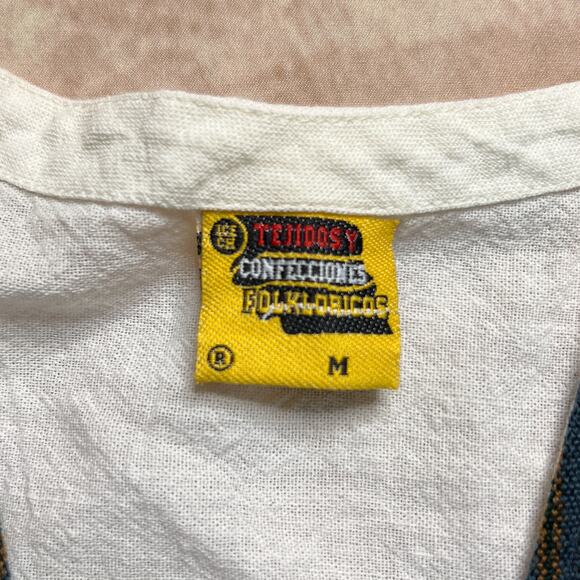 ICE
CH
TEJIDOS Y
CONFECCIONES
FOLKLORICOS
® M